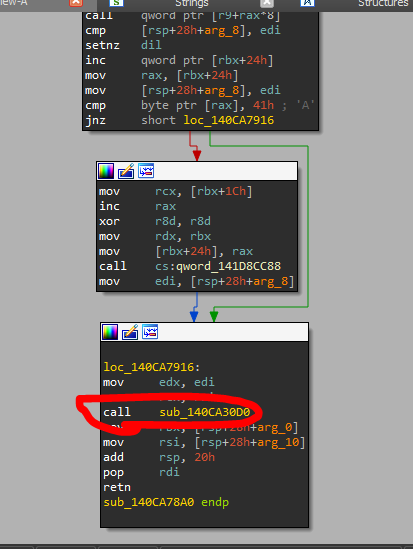 Strings
Structures
call qword ptr [r9+rax*8]
cmp [rsp+28h+arg_8], edi
setnz dil
inc qword ptr [rbx+24h]
mov rax, [rbx+24h]
mov [rsp+28h+arg_8], edi
cmp byte ptr [rax], 41h ; 'A'
jnz short loc_140CA7916
mov rcx, [rbx+1Ch]
inc rax
xor r8d, r8d
mov rdx, rbx
mov [rbx+24h], rax
call cs:qword_141D8CC88
mov edi, [rsp+28h+arg_8]
loc_140CA7916:
mov edx, edi
call sub_140CA30D0
rbx, [rsp+28h+arg_0]
mov rsi, [rsp+28h+arg_10]
add rsp, 20h
pop rdi
retn
sub_140CA78A0 endp